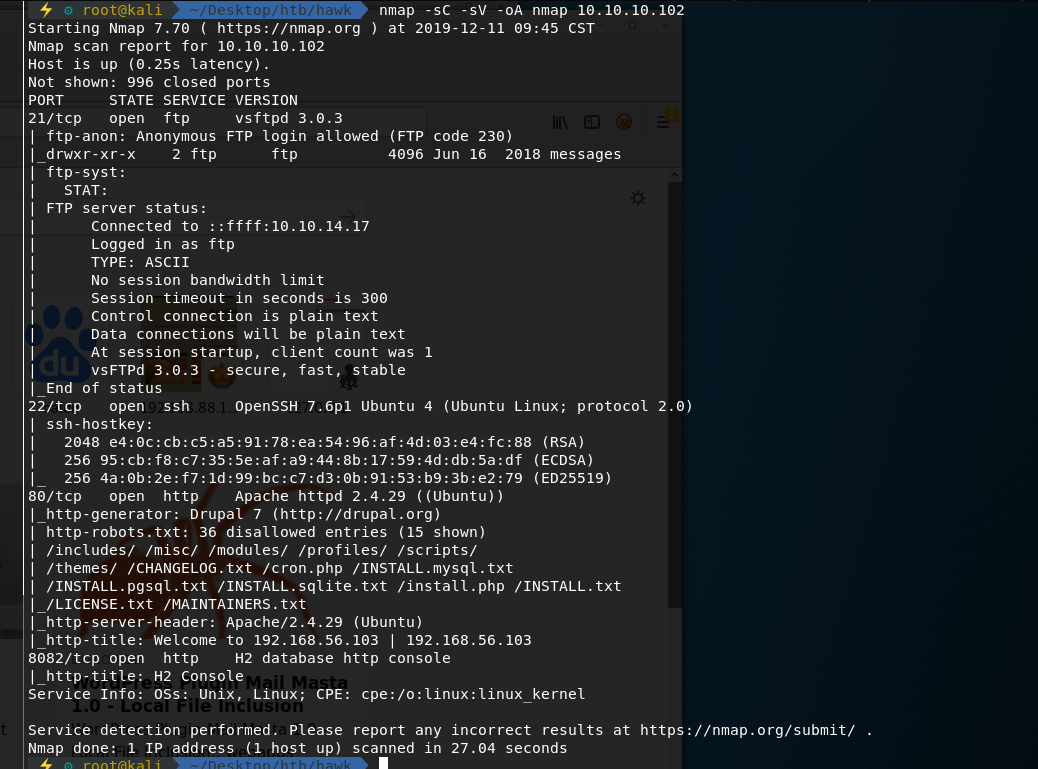 ⚡ ⚙ root@kali ~/Desktop/htb/hawk nmap -sC -sV -oA nmap 10.10.10.102
Starting Nmap 7.70 ( https://nmap.org ) at 2019-12-11 09:45 CST
Nmap scan report for 10.10.10.102
Host is up (0.25s latency).
Not shown: 996 closed ports
PORT     STATE SERVICE VERSION
21/tcp   open  ftp     vsftpd 3.0.3
| ftp-anon: Anonymous FTP login allowed (FTP code 230)
|_drwxr-xr-x    2 ftp      ftp          4096 Jun 16  2018 messages
| ftp-syst:
|   STAT:
| FTP server status:
|      Connected to ::ffff:10.10.14.17
|      Logged in as ftp
|      TYPE: ASCII
|      No session bandwidth limit
|      Session timeout in seconds is 300
|      Control connection is plain text
|      Data connections will be plain text
|      At session startup, client count was 1
|      vsFTPd 3.0.3 - secure, fast, stable
|_End of status
22/tcp   open  ssh     OpenSSH 7.6p1 Ubuntu 4 (Ubuntu Linux; protocol 2.0)
| ssh-hostkey:
|   2048 e4:0c:cb:c5:a5:91:78:ea:54:96:af:4d:03:e4:fc:88 (RSA)
|   256 95:cb:f8:c7:35:5e:af:a9:44:8b:17:59:4d:db:5a:df (ECDSA)
|_  256 4a:0b:2e:f7:1d:99:bc:c7:d3:0b:91:53:b9:3b:e2:79 (ED25519)
80/tcp   open  http    Apache httpd 2.4.29 ((Ubuntu))
|_http-generator: Drupal 7 (http://drupal.org)
| http-robots.txt: 36 disallowed entries (15 shown)
| /includes/ /misc/ /modules/ /profiles/ /scripts/
| /themes/ /CHANGELOG.txt /cron.php /INSTALL.mysql.txt
| /INSTALL.pgsql.txt /INSTALL.sqlite.txt /install.php /INSTALL.txt
|_/LICENSE.txt /MAINTAINERS.txt
|_http-server-header: Apache/2.4.29 (Ubuntu)
|_http-title: Welcome to 192.168.56.103 | 192.168.56.103
8082/tcp open  http    H2 database http console
|_http-title: H2 Console
Service Info: OSs: Unix, Linux; CPE: cpe:/o:linux:linux_kernel
WordPress Plugin Mail Masta
1.0 - Local File Inclusion
Service detection performed. Please report any incorrect results at https://nmap.org/submit/ .
Nmap done: 1 IP address (1 host up) scanned in 27.04 seconds
⚡ ⚙ root@kali ~/Desktop/htb/hawk